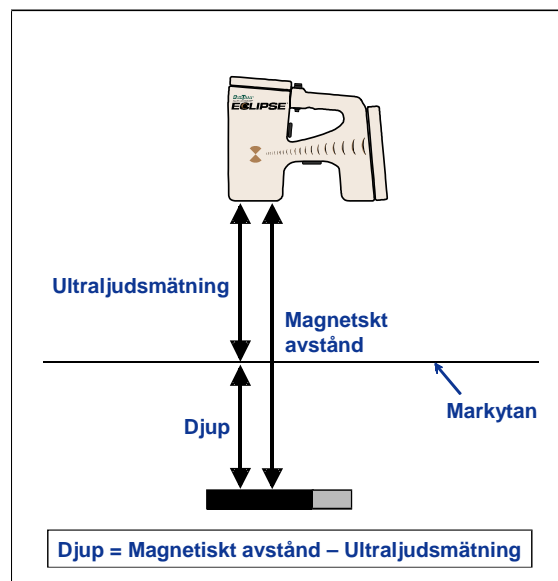 ECLIPSE
Ultraljudsmätning
Magnetskt
avstånd
Markytan
Djup
Djup = Magnetiskt avstånd – Ultraljudsmätning